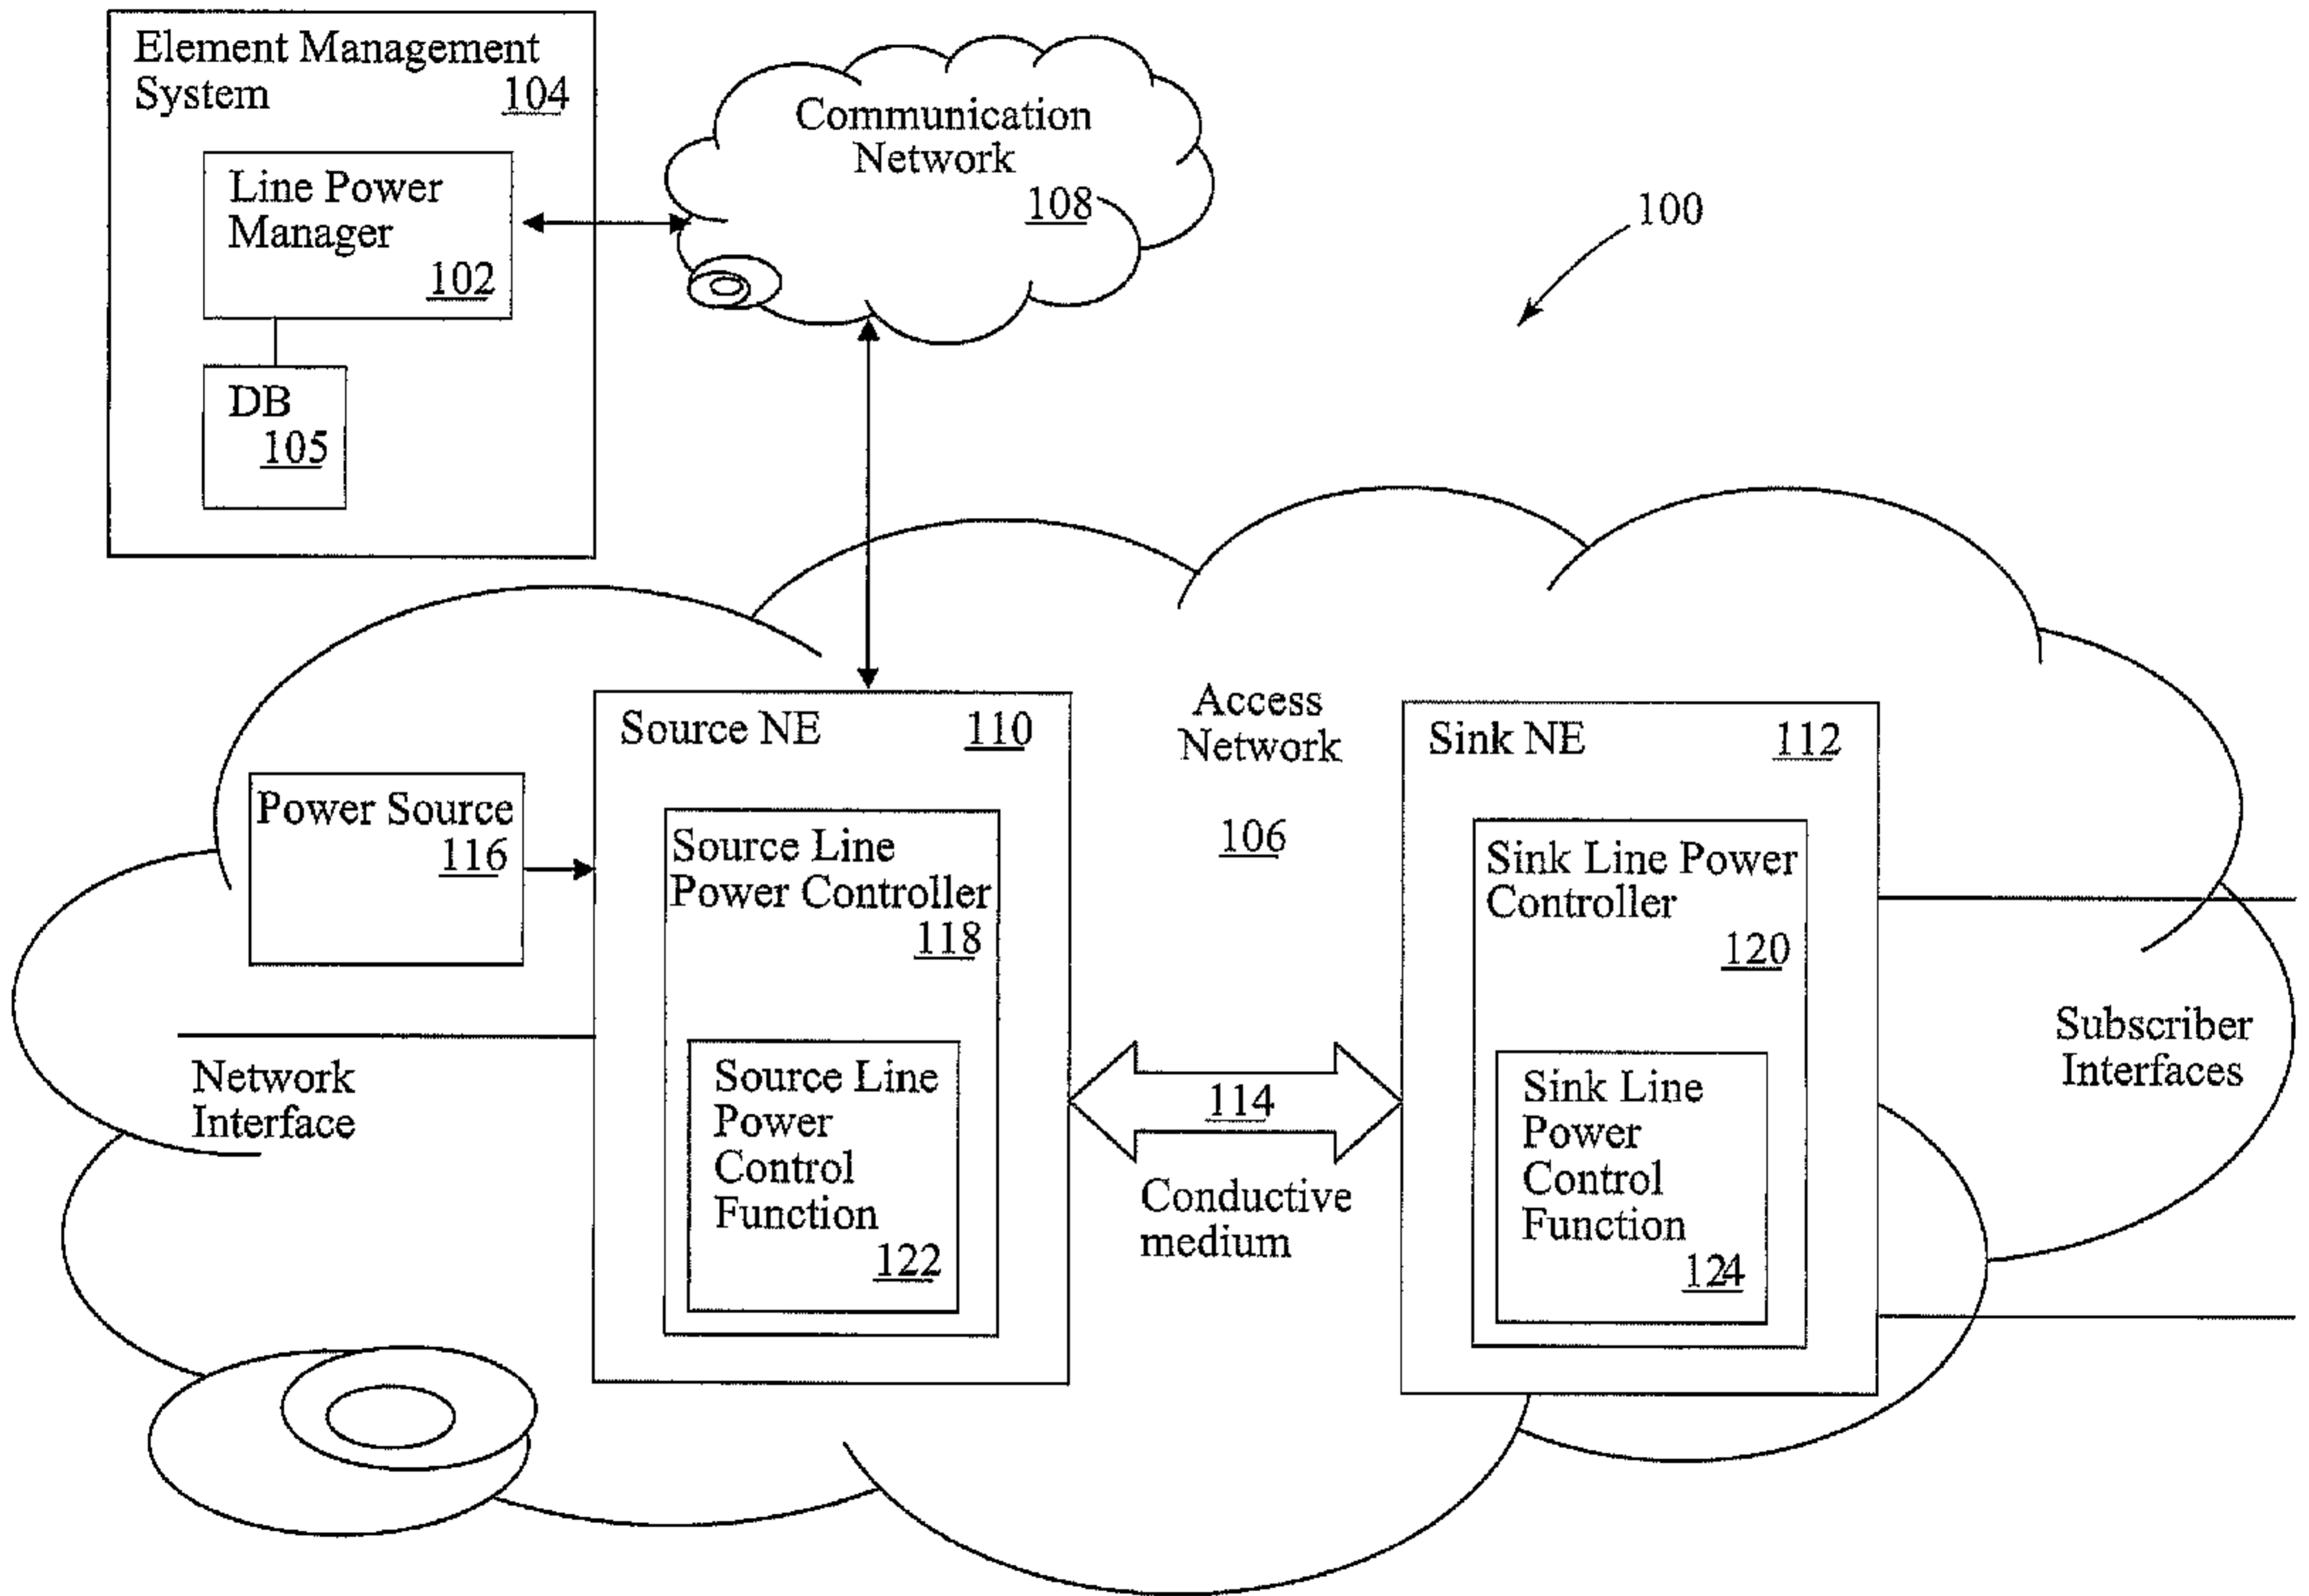 Element Management
System 104
Line Power
Manager
102
DB
105
Communication
Network
108
100
Access
Network
106
Source NE 110
Power Source
116
Source Line
Power Controller
118
Source Line
Power
Control
Function
122
Network
Interface
114
Conductive
medium
Sink NE 112
Sink Line Power
Controller
120
Sink Line
Power
Control
Function
124
Subscriber
Interfaces